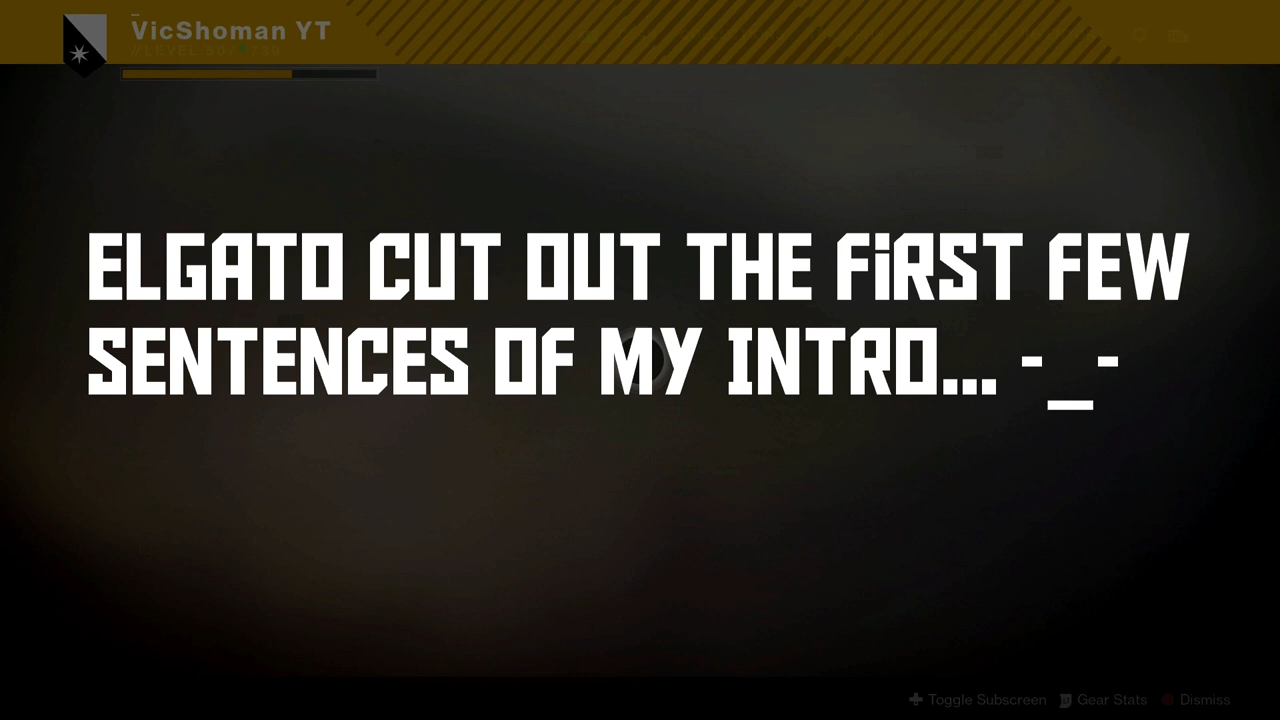 VicShoman YT
ELGATO CUT OUT THE FiRST FEW
SENTENCES OF MY INTRO... -_-
Toggle Subscreen Gear Stats Dismiss